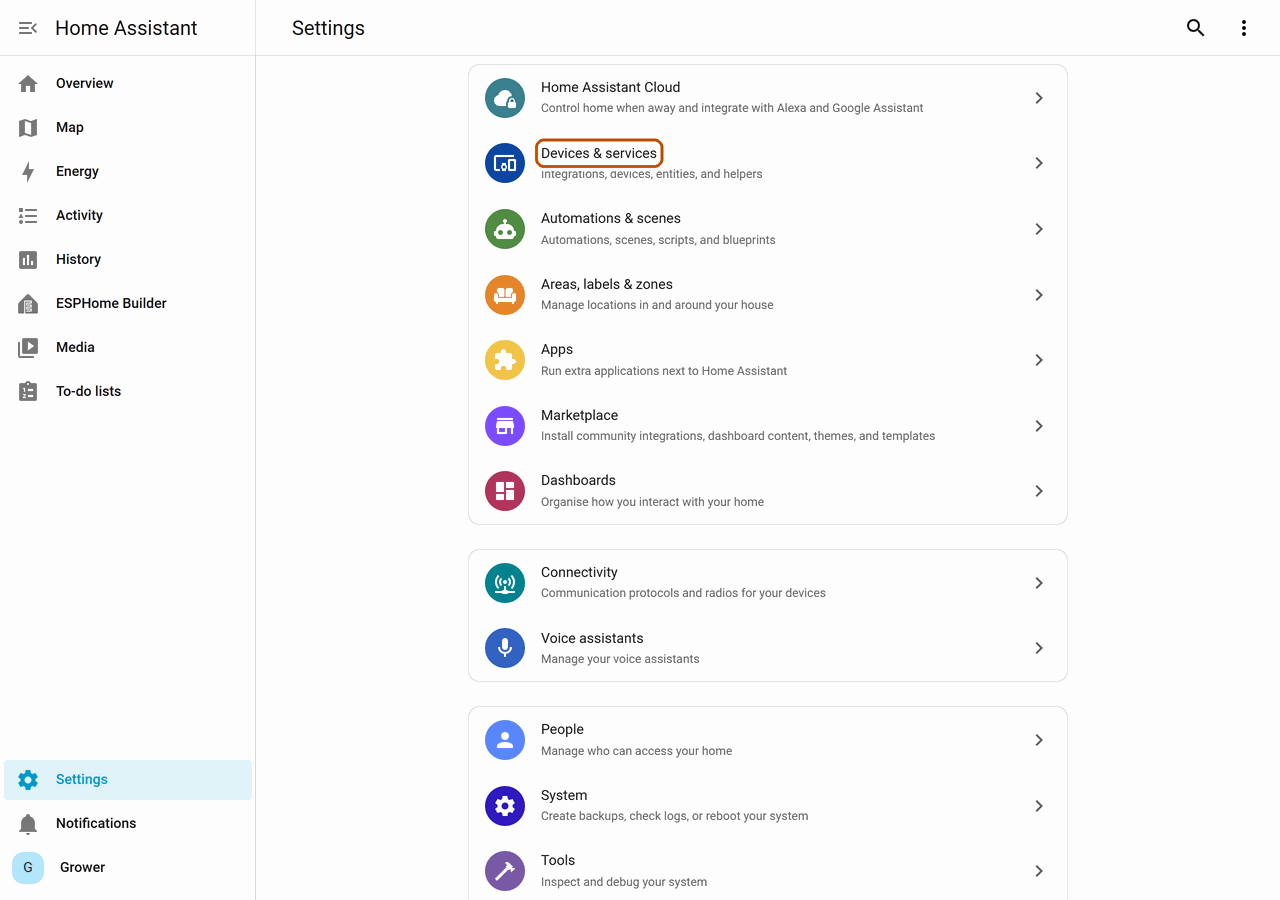 Home Assistant
Settings
Overview
Map
Energy
Activity
History
ESPHome Builder
Media
To-do lists
Settings
Notifications
G
Grower
Home Assistant Cloud
Control home when away and integrate with Alexa and Google Assistant
Devices & services
Integrations, devices, entities, and helpers
Automations & scenes
Automations, scenes, scripts, and blueprints
Areas, labels & zones
Manage locations in and around your house
Apps
Run extra applications next to Home Assistant
Marketplace
Install community integrations, dashboard content, themes, and templates
Dashboards
Organise how you interact with your home
Connectivity
Communication protocols and radios for your devices
Voice assistants
Manage your voice assistants
People
Manage who can access your home
System
Create backups, check logs, or reboot your system
Tools
Inspect and debug your system